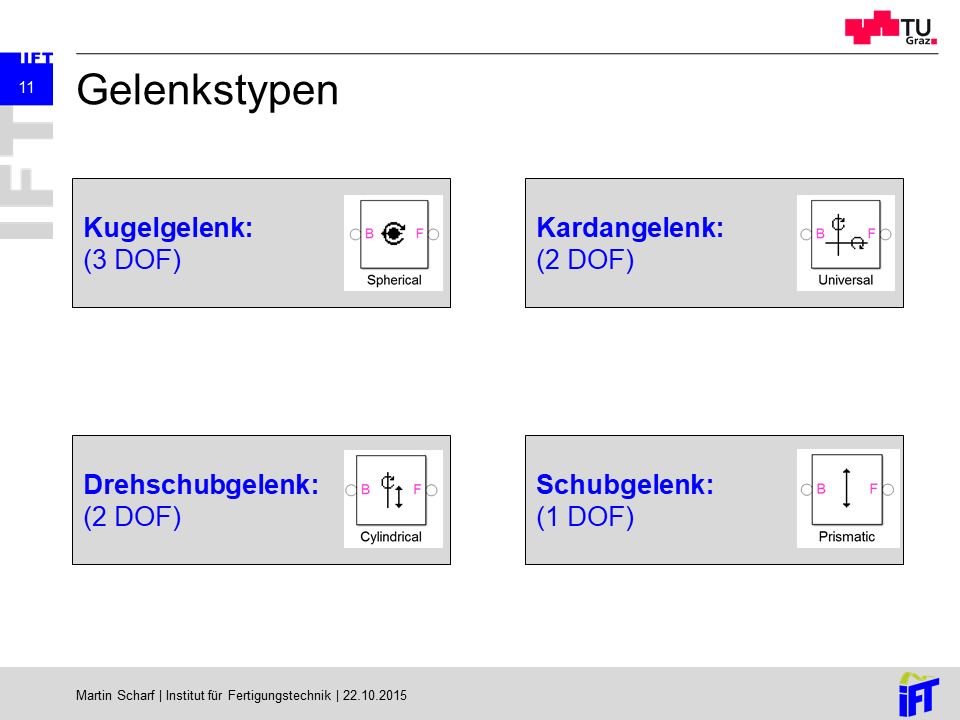 TU
Graz
IFT
11
Gelenkstypen
IFT
Kugelgelenk:
(3 DOF)
B F
Spherical
Kardangelenk:
(2 DOF)
B F
Universal
Drehschubgelenk:
(2 DOF)
B F
Cylindrical
Schubgelenk:
(1 DOF)
B F
Prismatic
Martin Scharf | Institut für Fertigungstechnik | 22.10.2015
iFT